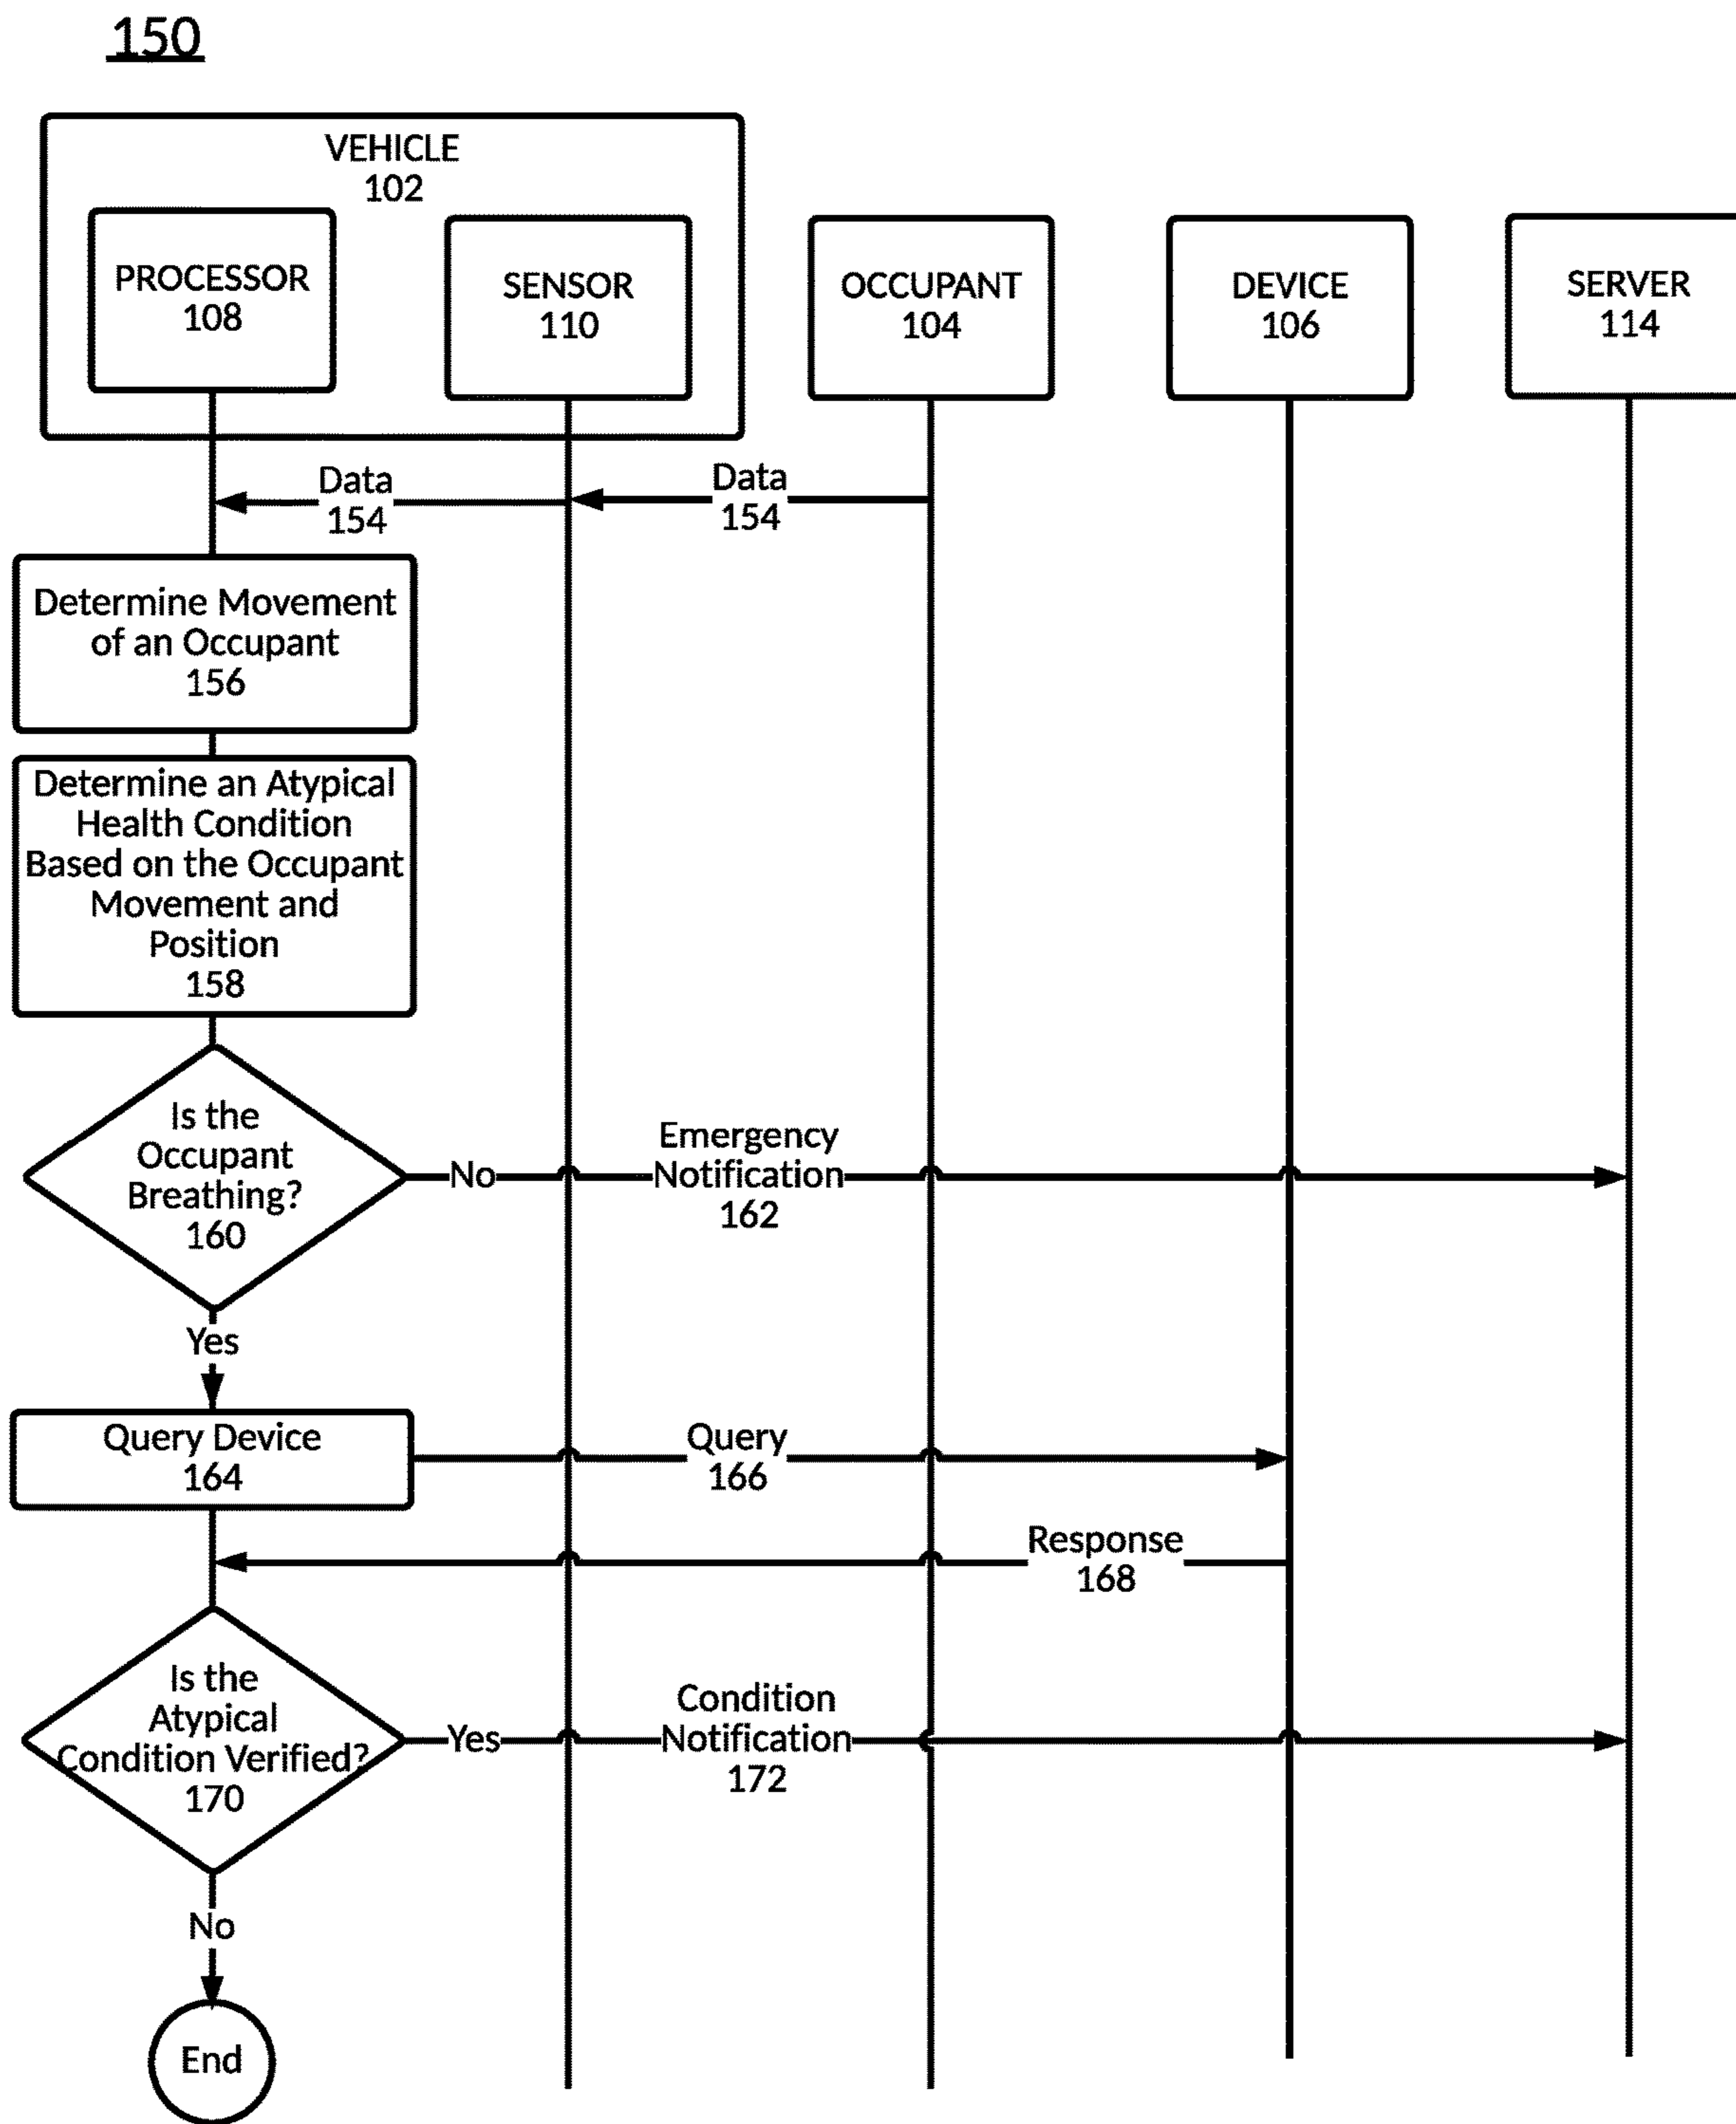 150
VEHICLE
102
PROCESSOR
108
SENSOR
110
OCCUPANT
104
DEVICE
106
SERVER
114
Data
154
Data
154
Determine Movement
of an Occupant
156
Determine an Atypical
Health Condition
Based on the Occupant
Movement and
Position
158
Is the
Occupant
Breathing?
160
No
Emergency
Notification
162
Yes
Query Device
164
Query
166
Response
168
Is the
Atypical
Condition Verified?
170
Yes
Condition
Notification
172
No
End